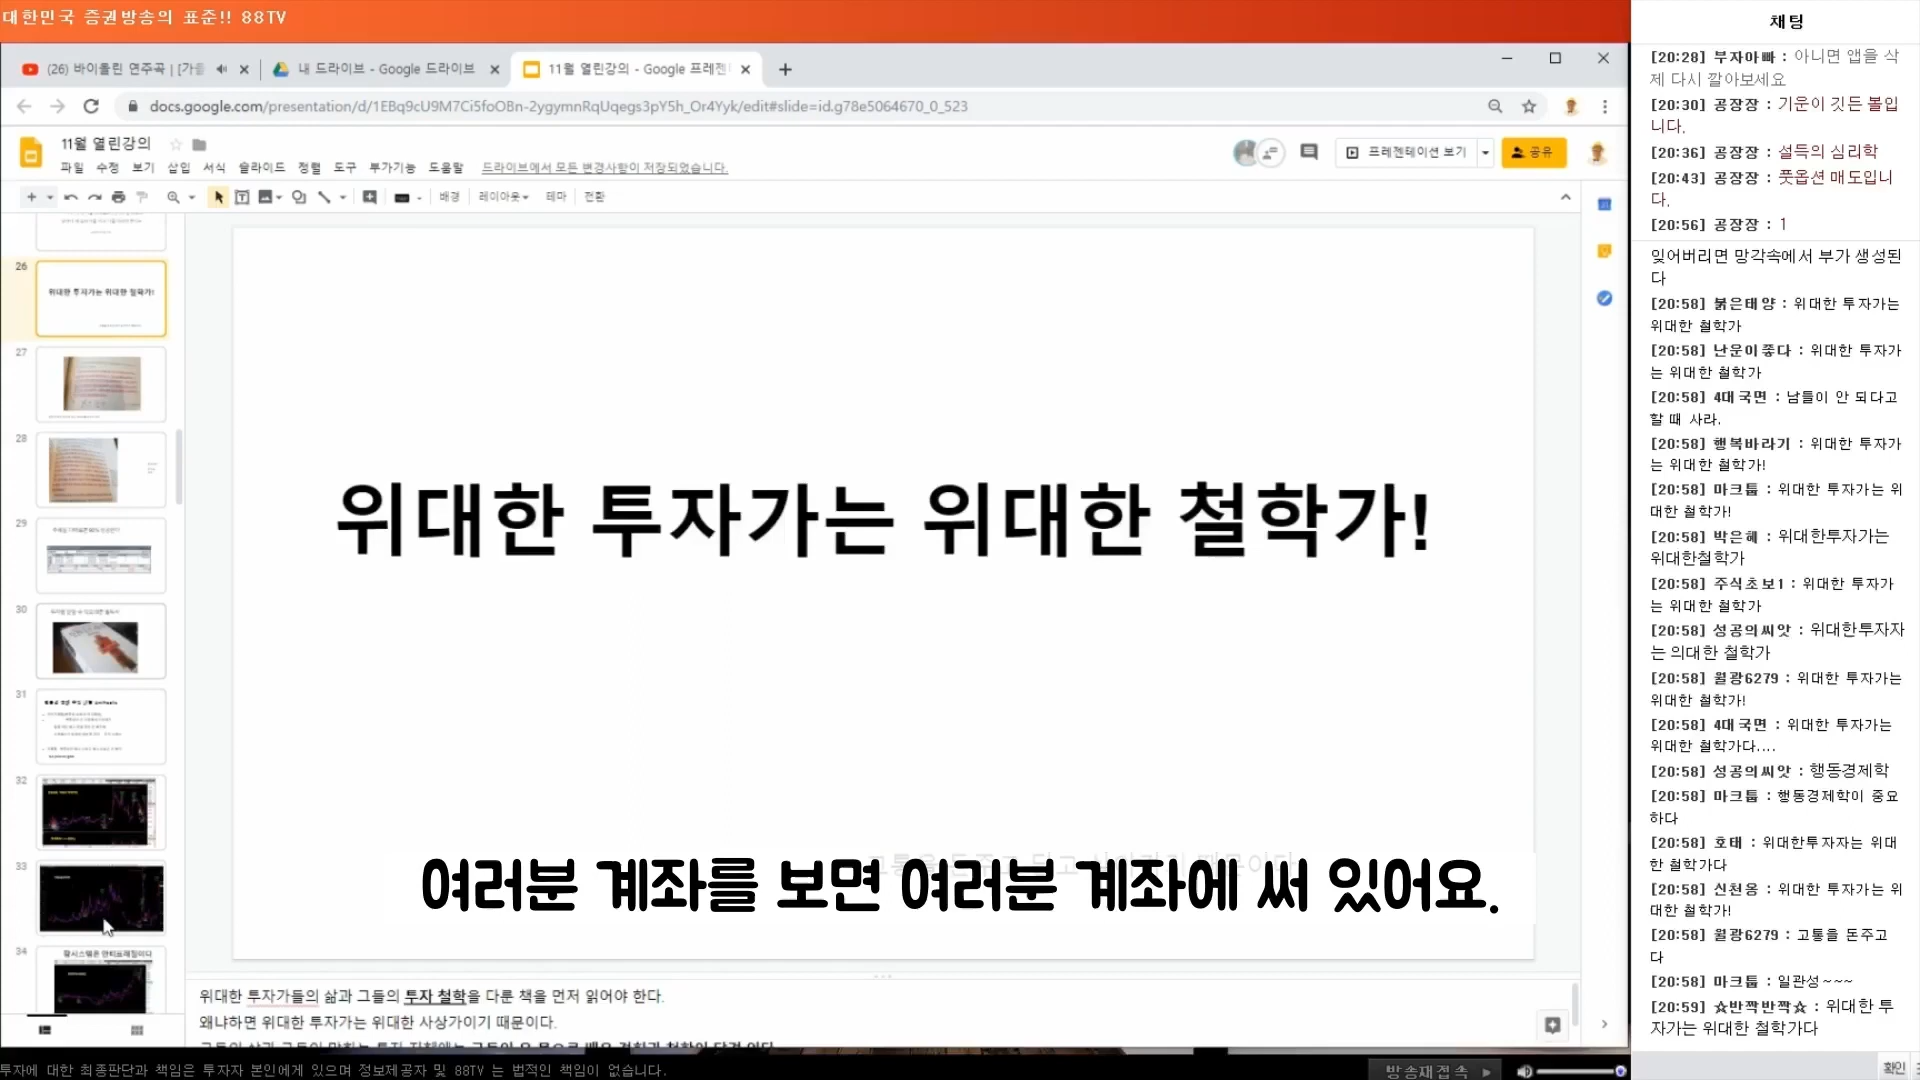 대한민국 증권방송의 표준!! 88TV
(26) 바이올린 연주곡 | [가을
내 드라이브 - Google 드라이브
11월 열린강의 - Google 프레젠
docs.google.com/presentation/d/1EBq9cU9M7Ci5foOBn-2ygymnRqUqegs3pY5h_Or4Yyk/edit#slide=id.g78e5064670_0_523
11월 열린강의
파일 수정 보기 삽입 서식 슬라이드 정렬 도구 부가기능 도움말 드라이브에서 모든 변경사항이 저장되었습니다.
프레젠테이션 보기
공유
배경 레이아웃 테마 전환
26
위대한 투자가는 위대한 철학가!
27
28
29
30
31
32
33
34
위대한 투자가는 위대한 철학가!
여러분 계좌를 보면 여러분 계좌에 써 있어요.
위대한 투자가들의 삶과 그들의 투자 철학을 다룬 책을 먼저 읽어야 한다.
왜냐하면 위대한 투자가는 위대한 사상가이기 때문이다.
투자에 대한 최종판단과 책임은 투자자 본인에게 있으며 정보제공자 및 88TV 는 법적인 책임이 없습니다.
방송재접속
채팅
[20:28] 부자아빠 : 아니면 앱을 삭
제 다시 깔아보세요
[20:30] 공장장 : 기운이 깃든 볼입
니다.
[20:36] 공장장 : 설득의 심리학
[20:43] 공장장 : 풋옵션 매도입니
다.
[20:56] 공장장 : 1
잊어버리면 망각속에서 부가 생성된
다
[20:58] 붉은태양 : 위대한 투자가는
위대한 철학가
[20:58] 난운이좋다 : 위대한 투자가
는 위대한 철학가
[20:58] 4대국면 : 남들이 안 되다고
할 때 사라.
[20:58] 행복바라기 : 위대한 투자가
는 위대한 철학가!
[20:58] 마크툽 : 위대한 투자가는 위
대한 철학가!
[20:58] 박은혜 : 위대한투자가는
위대한철학가
[20:58] 주식초보1 : 위대한 투자가
는 위대한 철학가
[20:58] 성공의씨앗 : 위대한투자자
는 의대한 철학가
[20:58] 월광6279 : 위대한 투자가는
위대한 철학가!
[20:58] 4대국면 : 위대한 투자가는
위대한 철학가다....
[20:58] 성공의씨앗 : 행동경제학
[20:58] 마크툽 : 행동경제학이 중요
하다
[20:58] 호태 : 위대한투자자는 위대
한 철학가다
[20:58] 신천옹 : 위대한 투자가는 위
대한 철학가!
[20:58] 월광6279 : 고통을 돈주고
다
[20:58] 마크툽 : 일관성~~~
[20:59] ☆반짝반짝☆ : 위대한 투
자가는 위대한 철학가다
확인